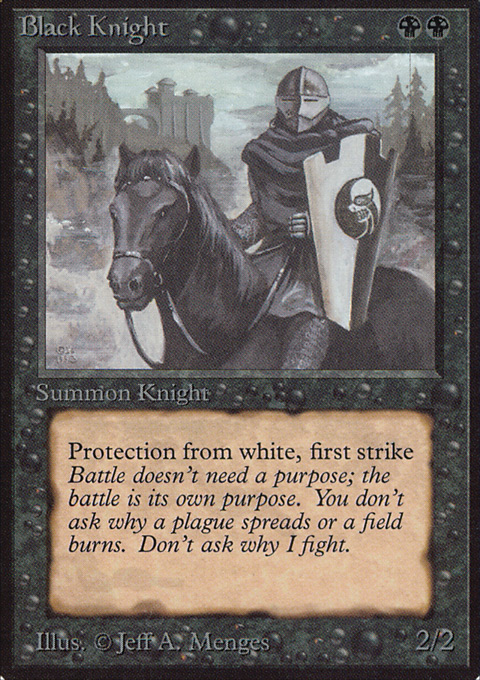 Black Knight
Summon Knight
Protection from white, first strike
Battle doesn't need a purpose; the
battle is its own purpose. You don't
ask why a plague spreads or a field
burns. Don't ask why I fight.
Illus. © Jeff A. Menges
2/2